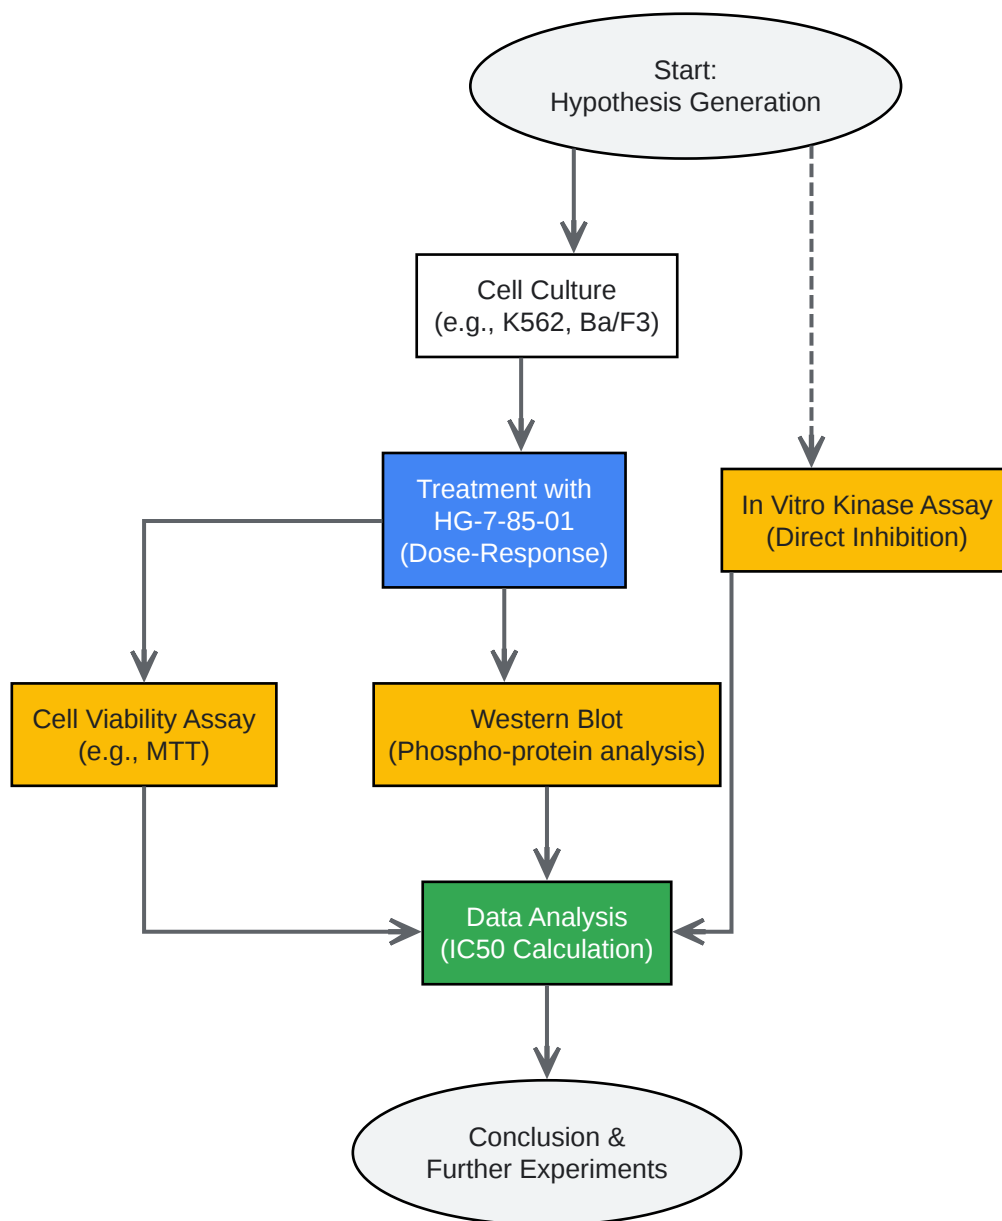 Start:
Hypothesis Generation
Cell Culture
(e.g., K562, Ba/F3)
Treatment with
HG-7-85-01
(Dose-Response)
In Vitro Kinase Assay
(Direct Inhibition)
Cell Viability Assay
(e.g., MTT)
Western Blot
(Phospho-protein analysis)
Data Analysis
(IC50 Calculation)
Conclusion &
Further Experiments